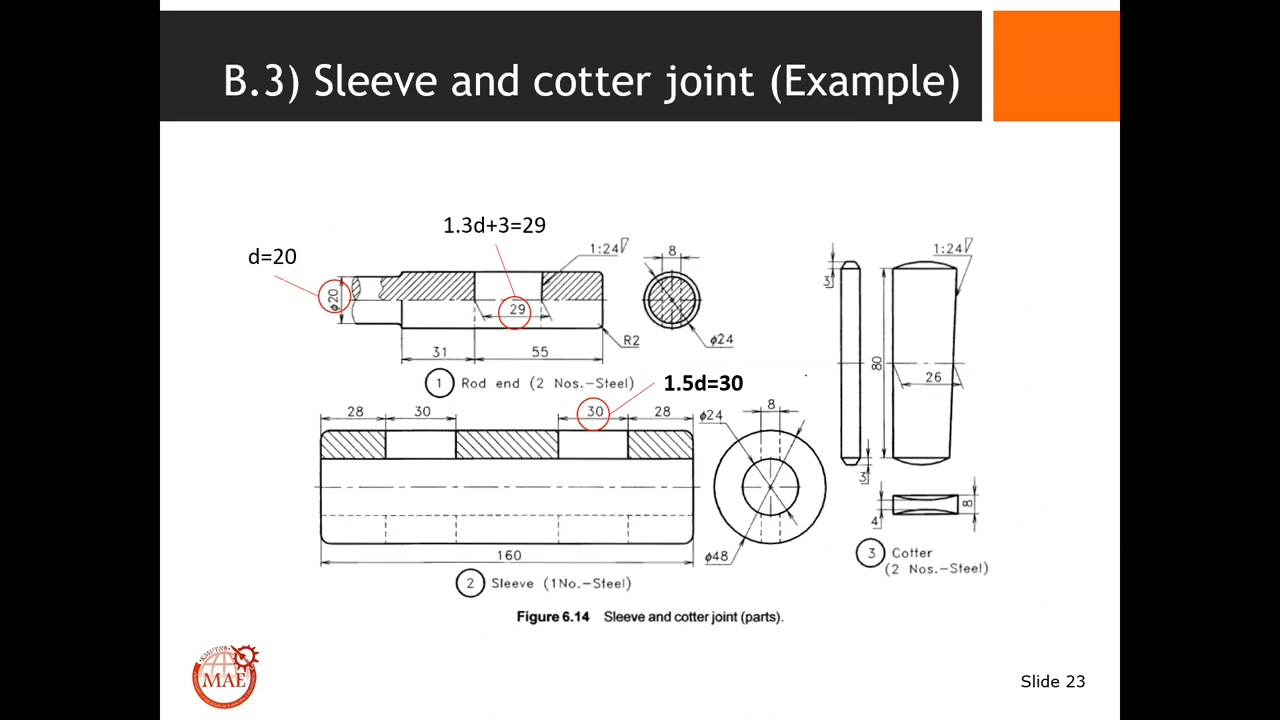 B.3) Sleeve and cotter joint (Example)
1.3d+3=29
d=20
1:24
8
1:24
3
ϕ20
29
R2
ϕ24
31
55
80
26
1 Rod end (2 Nos.-Steel)
1.5d=30
28
30
30
28
ϕ24
8
3
4
8
160
ϕ48
3 Cotter
(2 Nos.-Steel)
2 Sleeve (1No.-Steel)
Figure 6.14 Sleeve and cotter joint (parts).
KMUTNB
MAE
Slide 23